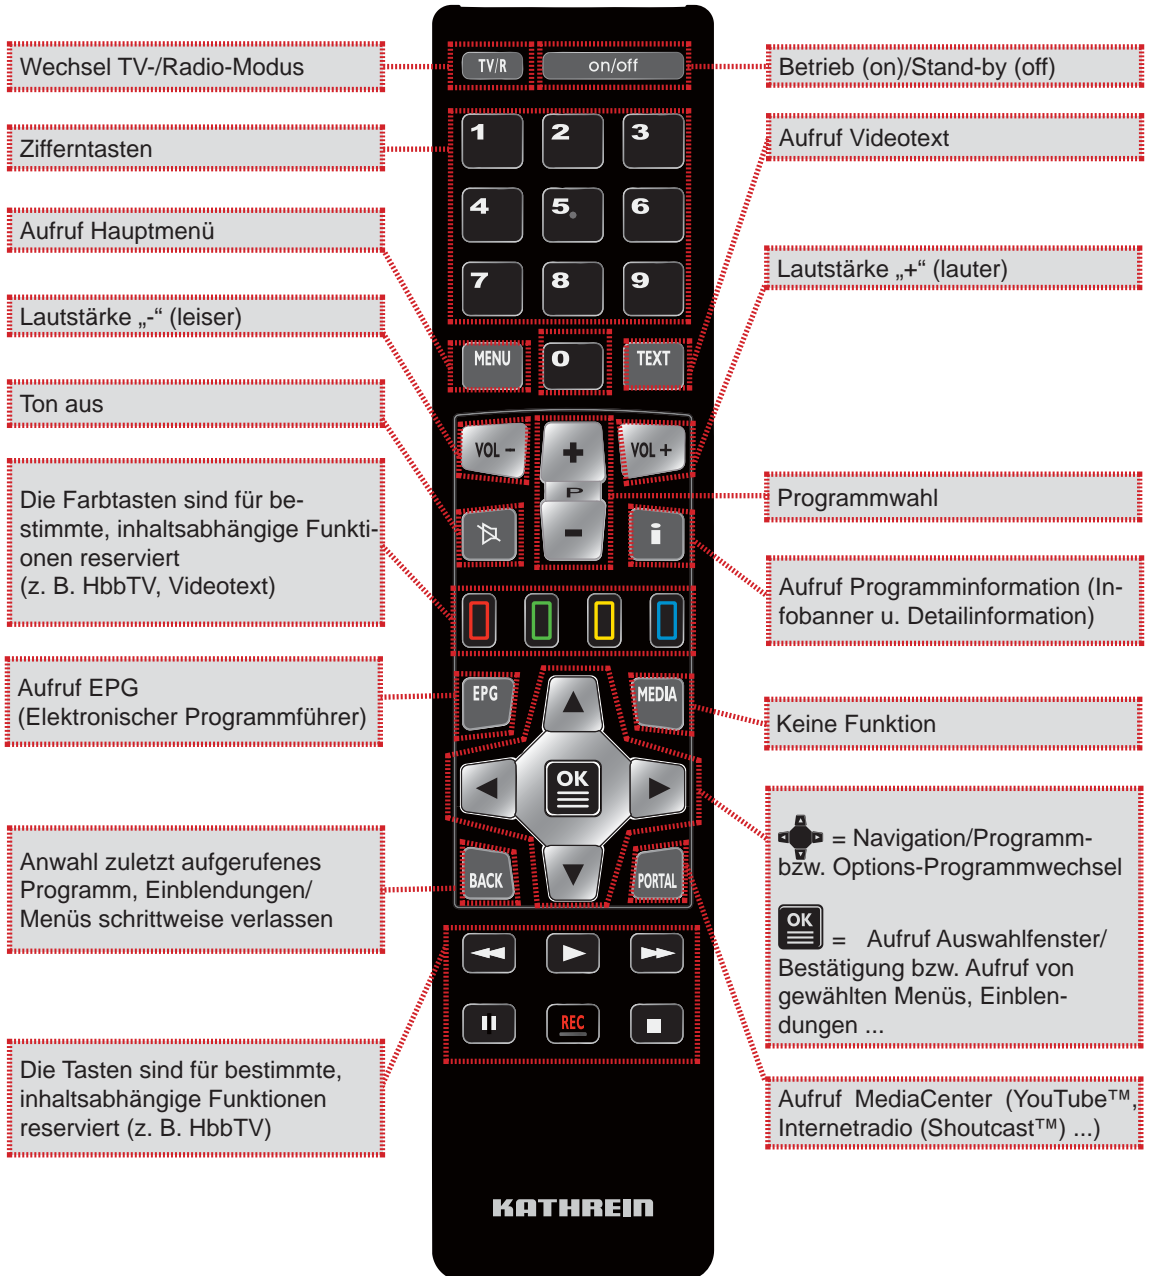 Wechsel TV-/Radio-Modus
Zifferntasten
Aufruf Hauptmenü
Lautstärke „-“ (leiser)
Ton aus
Die Farbtasten sind für be-
stimmte, inhaltsabhängige Funkti-
onen reserviert
(z. B. HbbTV, Videotext)
Aufruf EPG
(Elektronischer Programmführer)
Anwahl zuletzt aufgerufenes
Programm, Einblendungen/
Menüs schrittweise verlassen
Die Tasten sind für bestimmte,
inhaltsabhängige Funktionen
reserviert (z. B. HbbTV)
TV/R on/off
1 2 3
4 5 6
7 8 9
MENU 0 TEXT
VOL - + VOL +
P
- i
EPG MEDIA
OK
BACK PORTAL
REC
KATHREIN
Betrieb (on)/Stand-by (off)
Aufruf Videotext
Lautstärke „+“ (lauter)
Programmwahl
Aufruf Programminformation (In-
fobanner u. Detailinformation)
Keine Funktion
= Navigation/Programm-
bzw. Options-Programmwechsel
OK = Aufruf Auswahlfenster/
Bestätigung bzw. Aufruf von
gewählten Menüs, Einblen-
dungen ...
Aufruf MediaCenter (YouTube™,
Internetradio (Shoutcast™) ...)